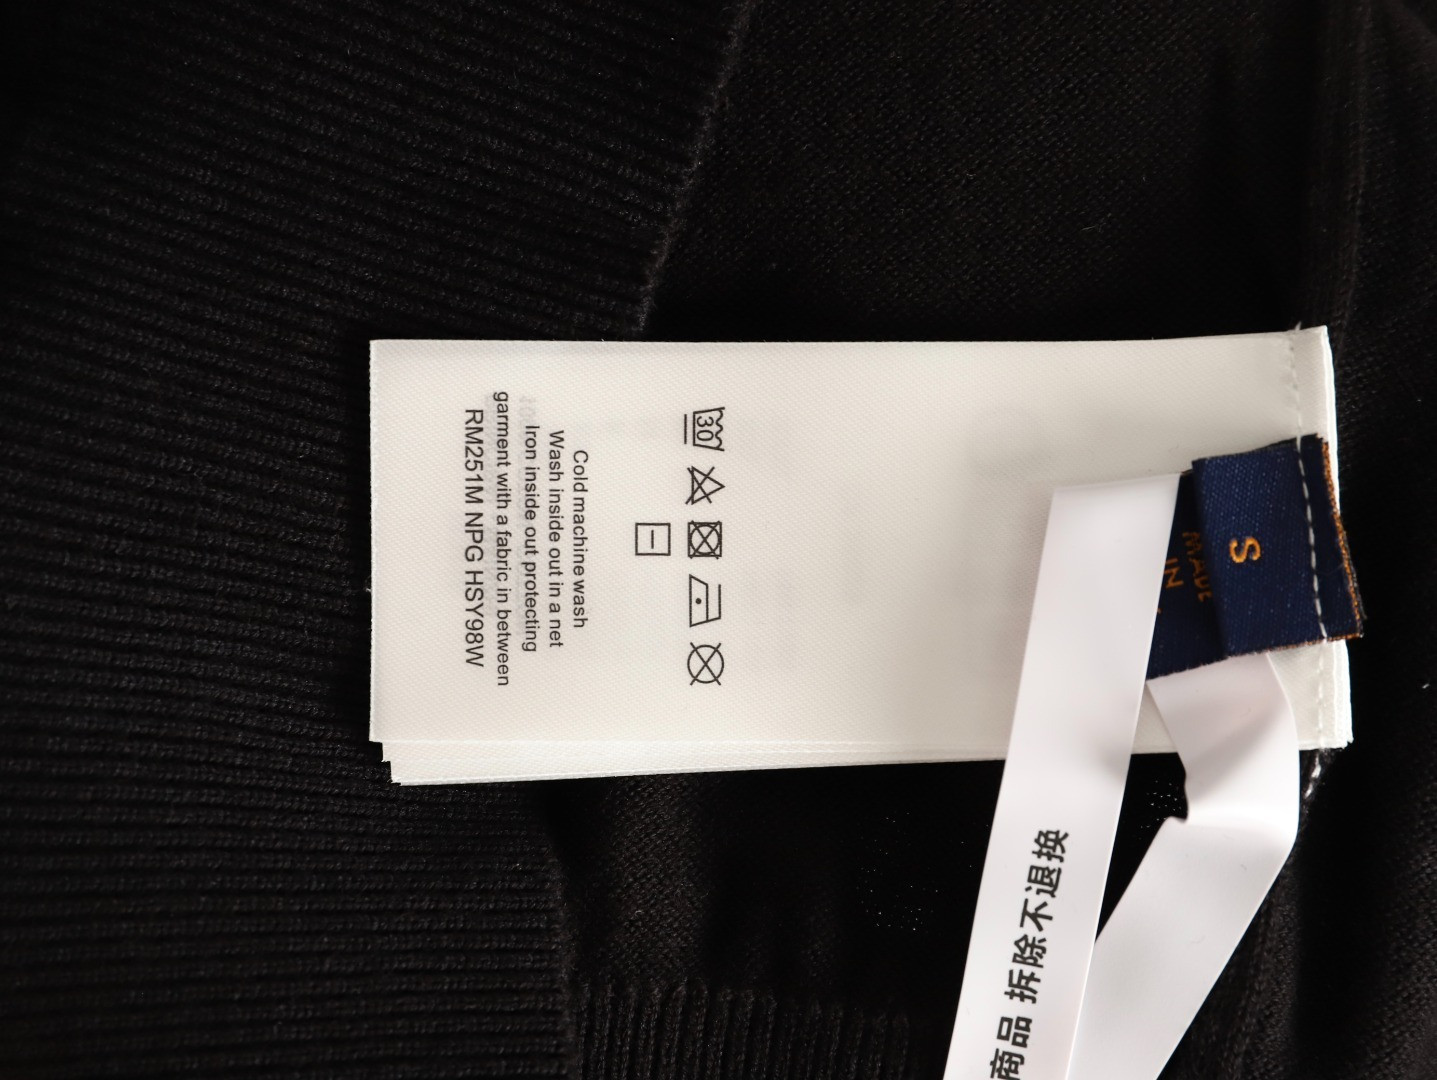 30
Cold machine wash
Wash inside out in a net
Iron inside out protecting
garment with a fabric in between
RM251M NPG HSY98W
S
MADE
IN
商品 拆除不退换